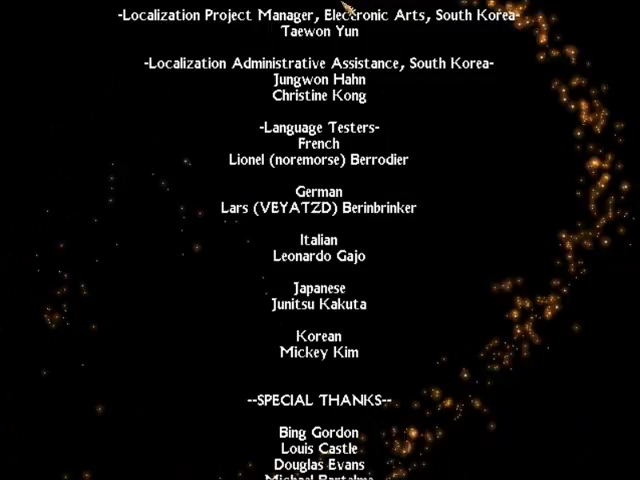 -Localization Project Manager, Electronic Arts, South Korea-
Taewon Yun
-Localization Administrative Assistance, South Korea-
Jungwon Hahn
Christine Kong
-Language Testers-
French
Lionel (noremorse) Berrodier
German
Lars (VEYATZD) Berinbrinker
Italian
Leonardo Gajo
Japanese
Junitsu Kakuta
Korean
Mickey Kim
--SPECIAL THANKS--
Bing Gordon
Louis Castle
Douglas Evans
Michael